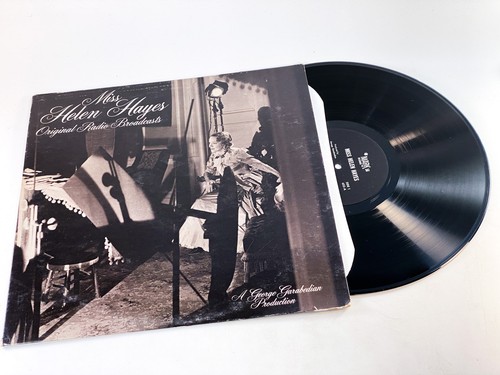 Miss
Helen Hayes
Original Radio Broadcasts
A George Garabedian
Production
MISS HELEN HAYES